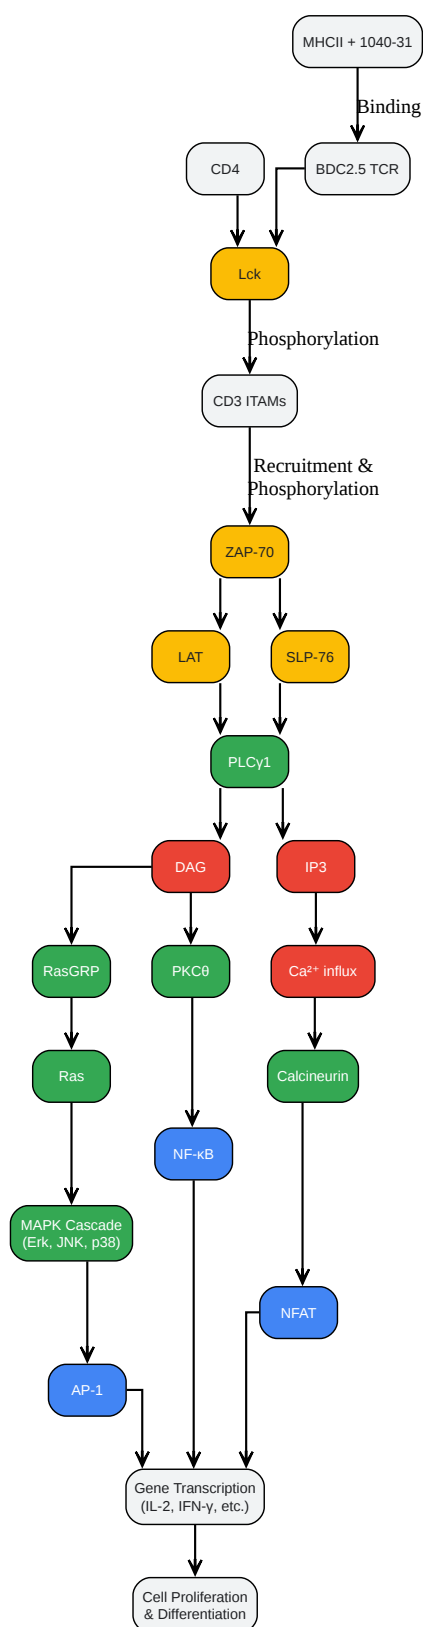 MHCII + 1040-31
Binding
CD4
BDC2.5 TCR
Lck
Phosphorylation
CD3 ITAMs
Recruitment &
Phosphorylation
ZAP-70
LAT
SLP-76
PLCγ1
DAG
IP3
RasGRP
PKCθ
Ca²⁺ influx
Ras
Calcineurin
NF-κB
MAPK Cascade
(Erk, JNK, p38)
NFAT
AP-1
Gene Transcription
(IL-2, IFN-γ, etc.)
Cell Proliferation
& Differentiation